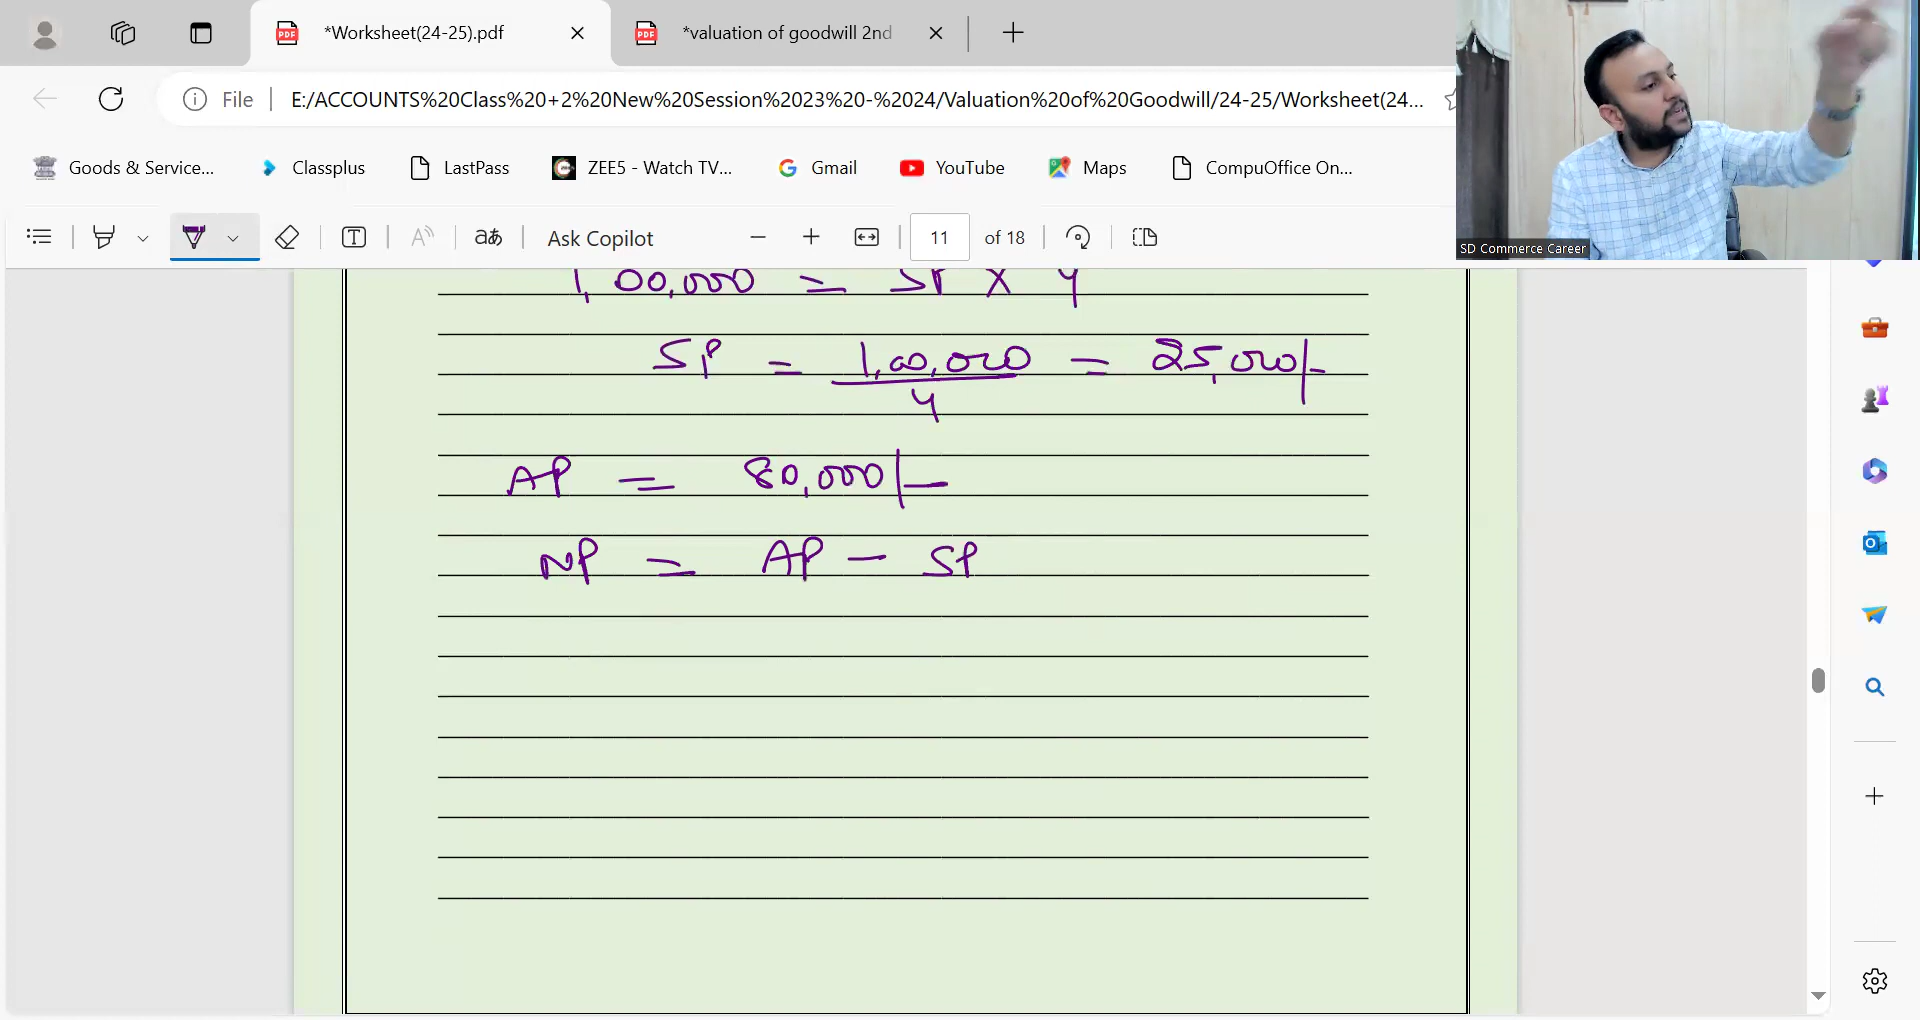 *Worksheet(24-25).pdf
*valuation of goodwill 2nd
File
E:/ACCOUNTS%20Class%20+2%20New%20Session%202023%20-%2024/Valuation%20of%20Goodwill/24-25/Worksheet(24...
Goods & Service...
Classplus
LastPass
ZEE5 - Watch TV...
Gmail
YouTube
Maps
CompuOffice On...
aあ
Ask Copilot
11 of 18
SD Commerce Career
1,00,000 = SP X 4
SP = 1,00,000 / 4 = 25,000/-
AP = 80,000/-
NP = AP - SP